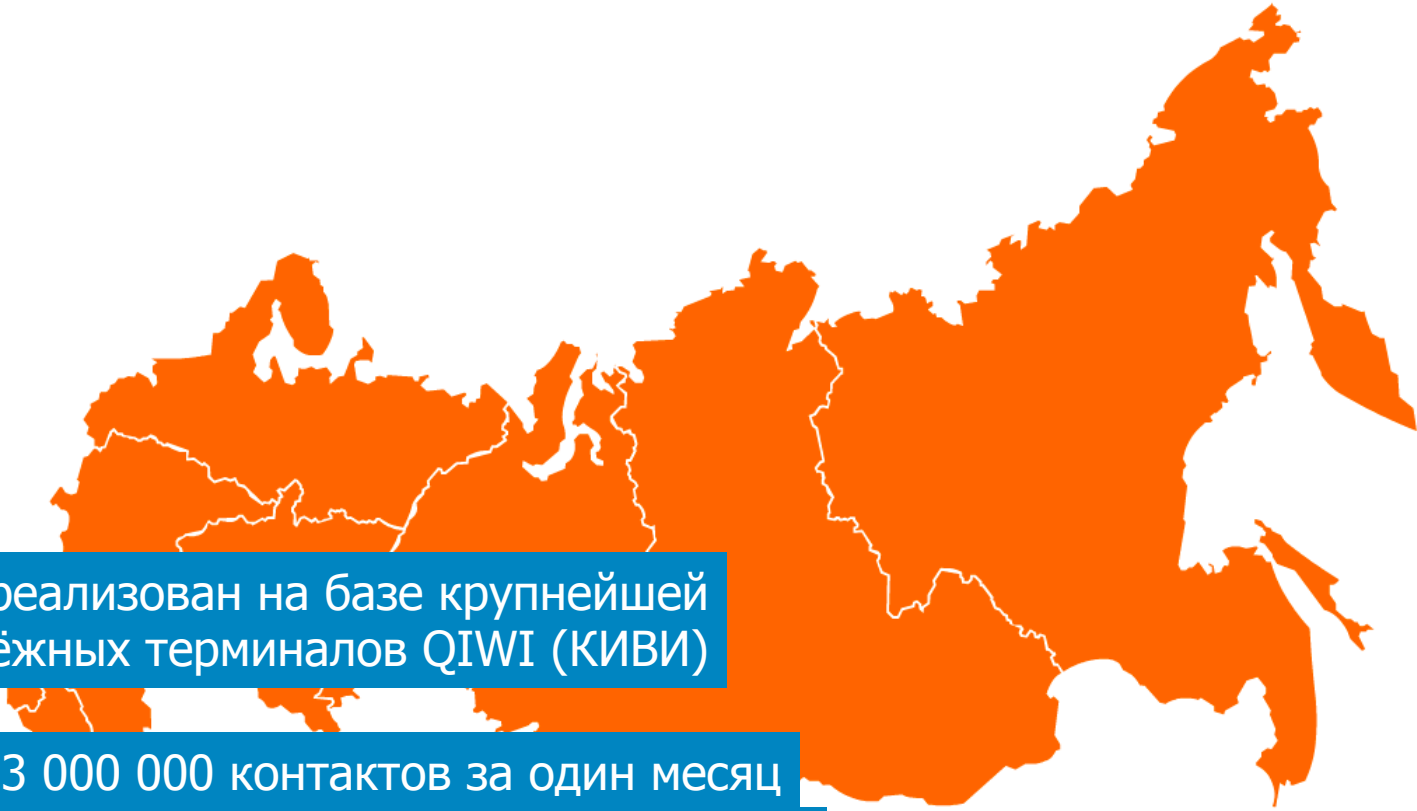 реализован на базе крупнейшей
ёжных терминалов QIWI (КИВИ)
3 000 000 контактов за один месяц